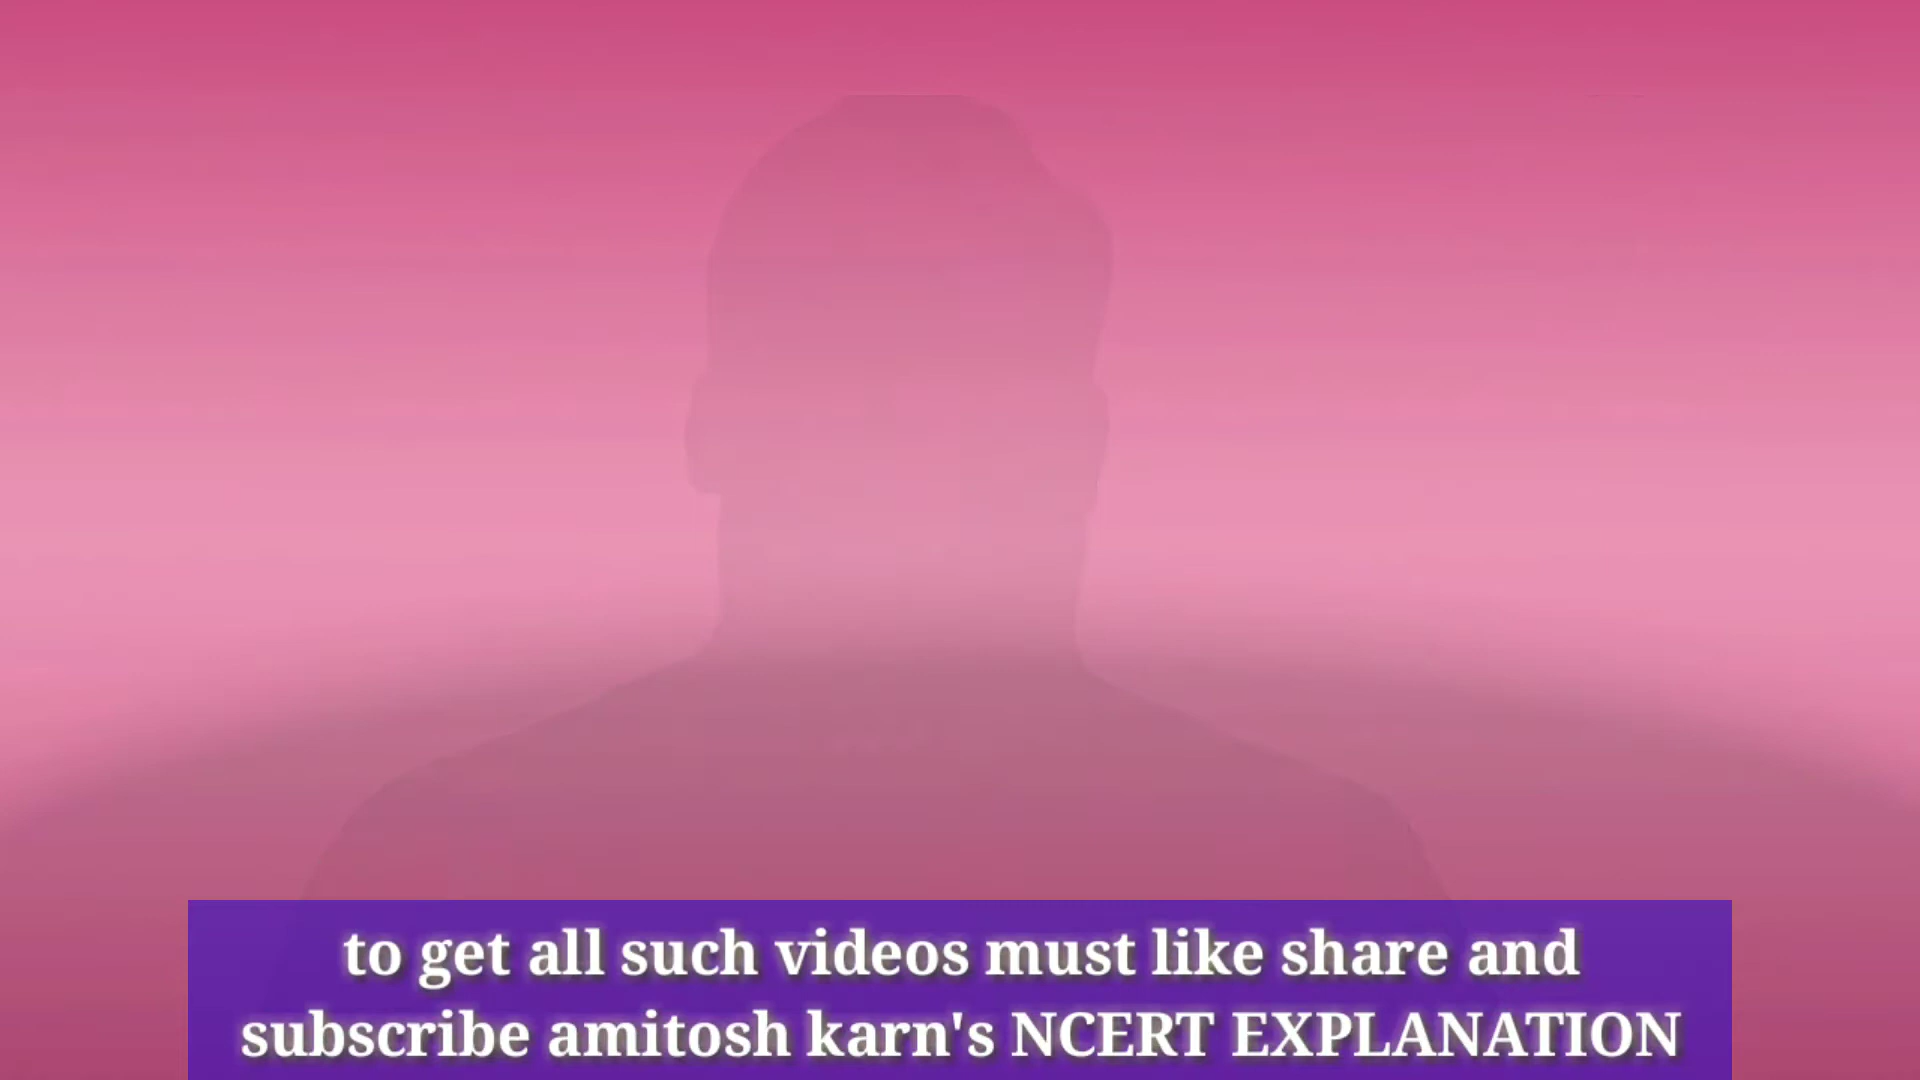 to get all such videos must like share and
subscribe amitosh karn's NCERT EXPLANATION